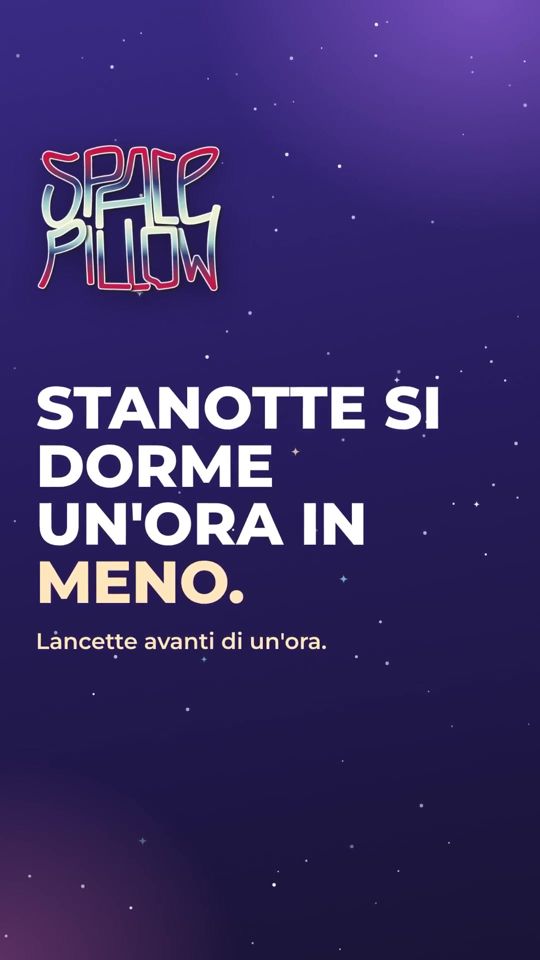 SPACE
PILLOW
STANOTTE SI
DORME
UN'ORA IN
MENO.
Lancette avanti di un'ora.